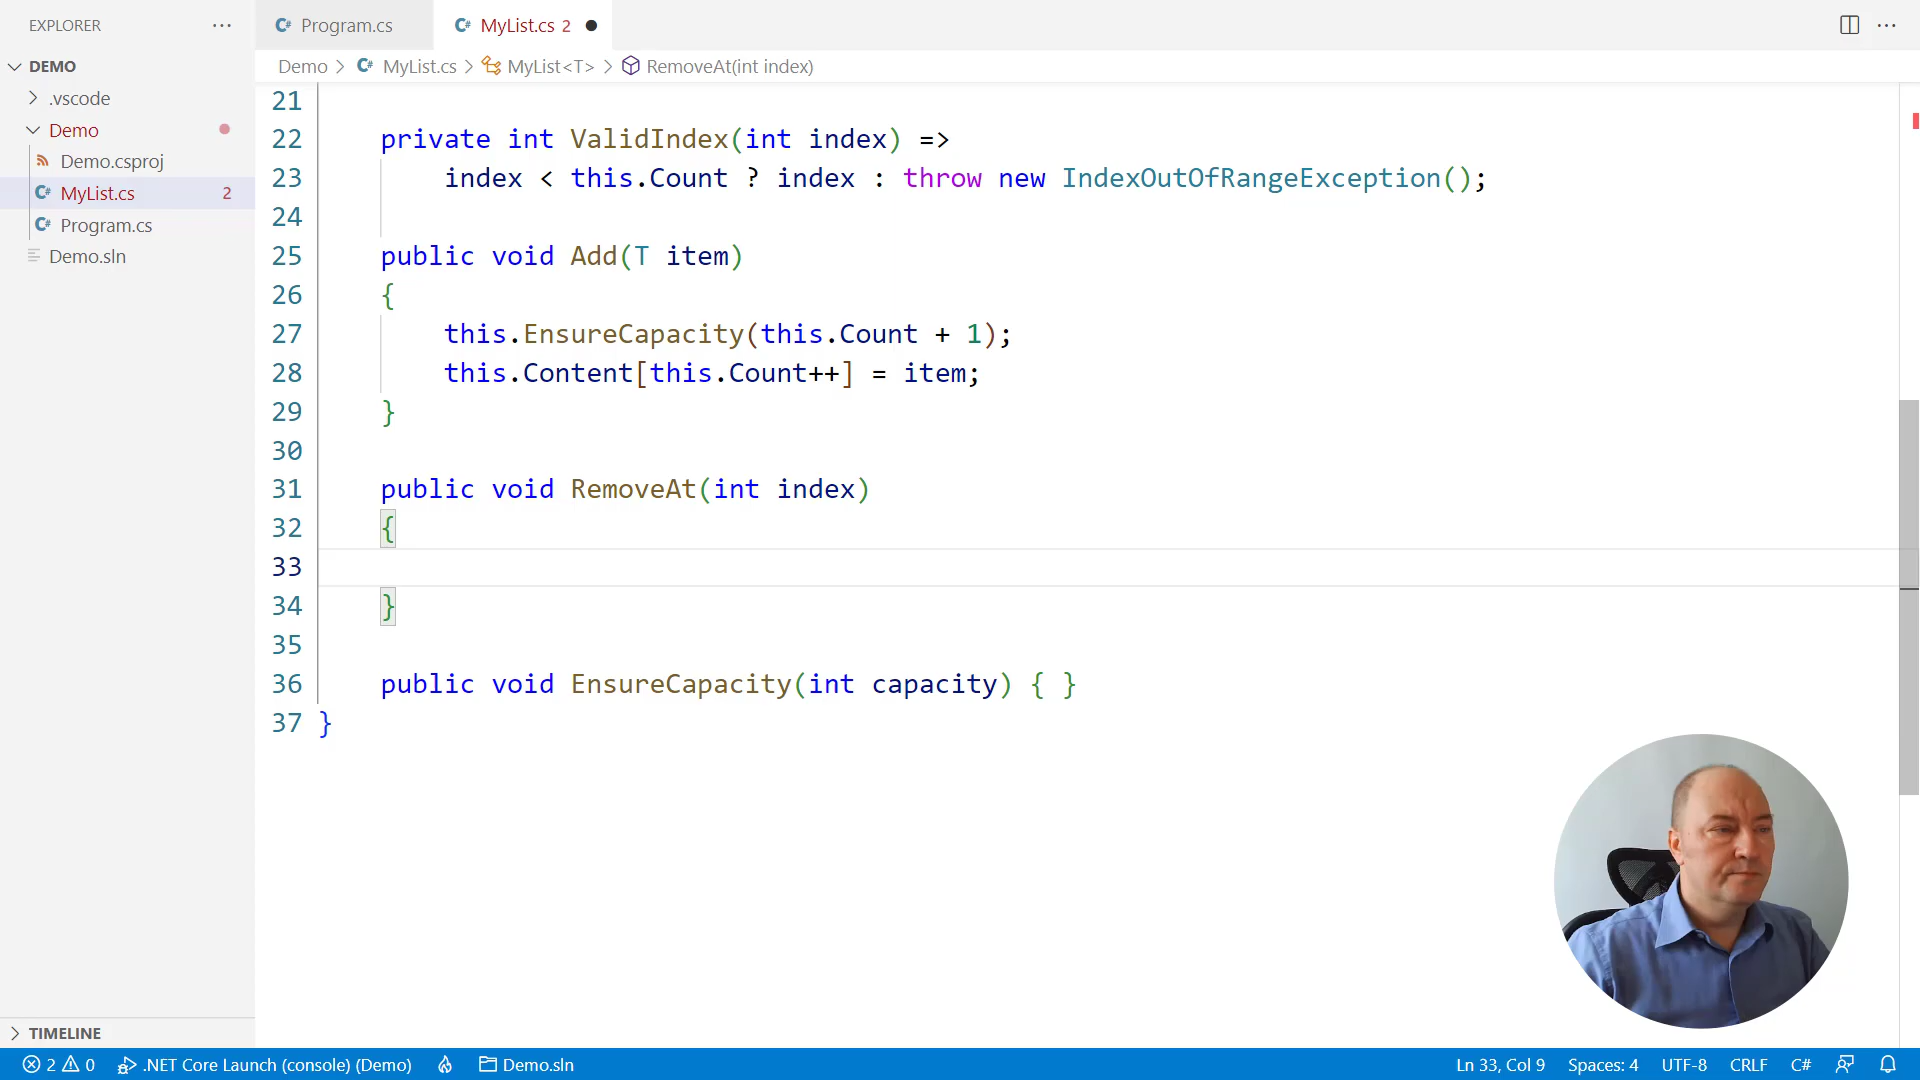 EXPLORER
Program.cs
MyList.cs 2
DEMO
Demo > MyList.cs > MyList<T> > RemoveAt(int index)
.vscode
Demo
Demo.csproj
MyList.cs 2
Program.cs
Demo.sln
21
22 private int ValidIndex(int index) =>
23 index < this.Count ? index : throw new IndexOutOfRangeException();
24
25 public void Add(T item)
26 {
27 this.EnsureCapacity(this.Count + 1);
28 this.Content[this.Count++] = item;
29 }
30
31 public void RemoveAt(int index)
32 {
33
34 }
35
36 public void EnsureCapacity(int capacity) { }
37 }
TIMELINE
2 0 .NET Core Launch (console) (Demo) Demo.sln Ln 33, Col 9 Spaces: 4 UTF-8 CRLF C#